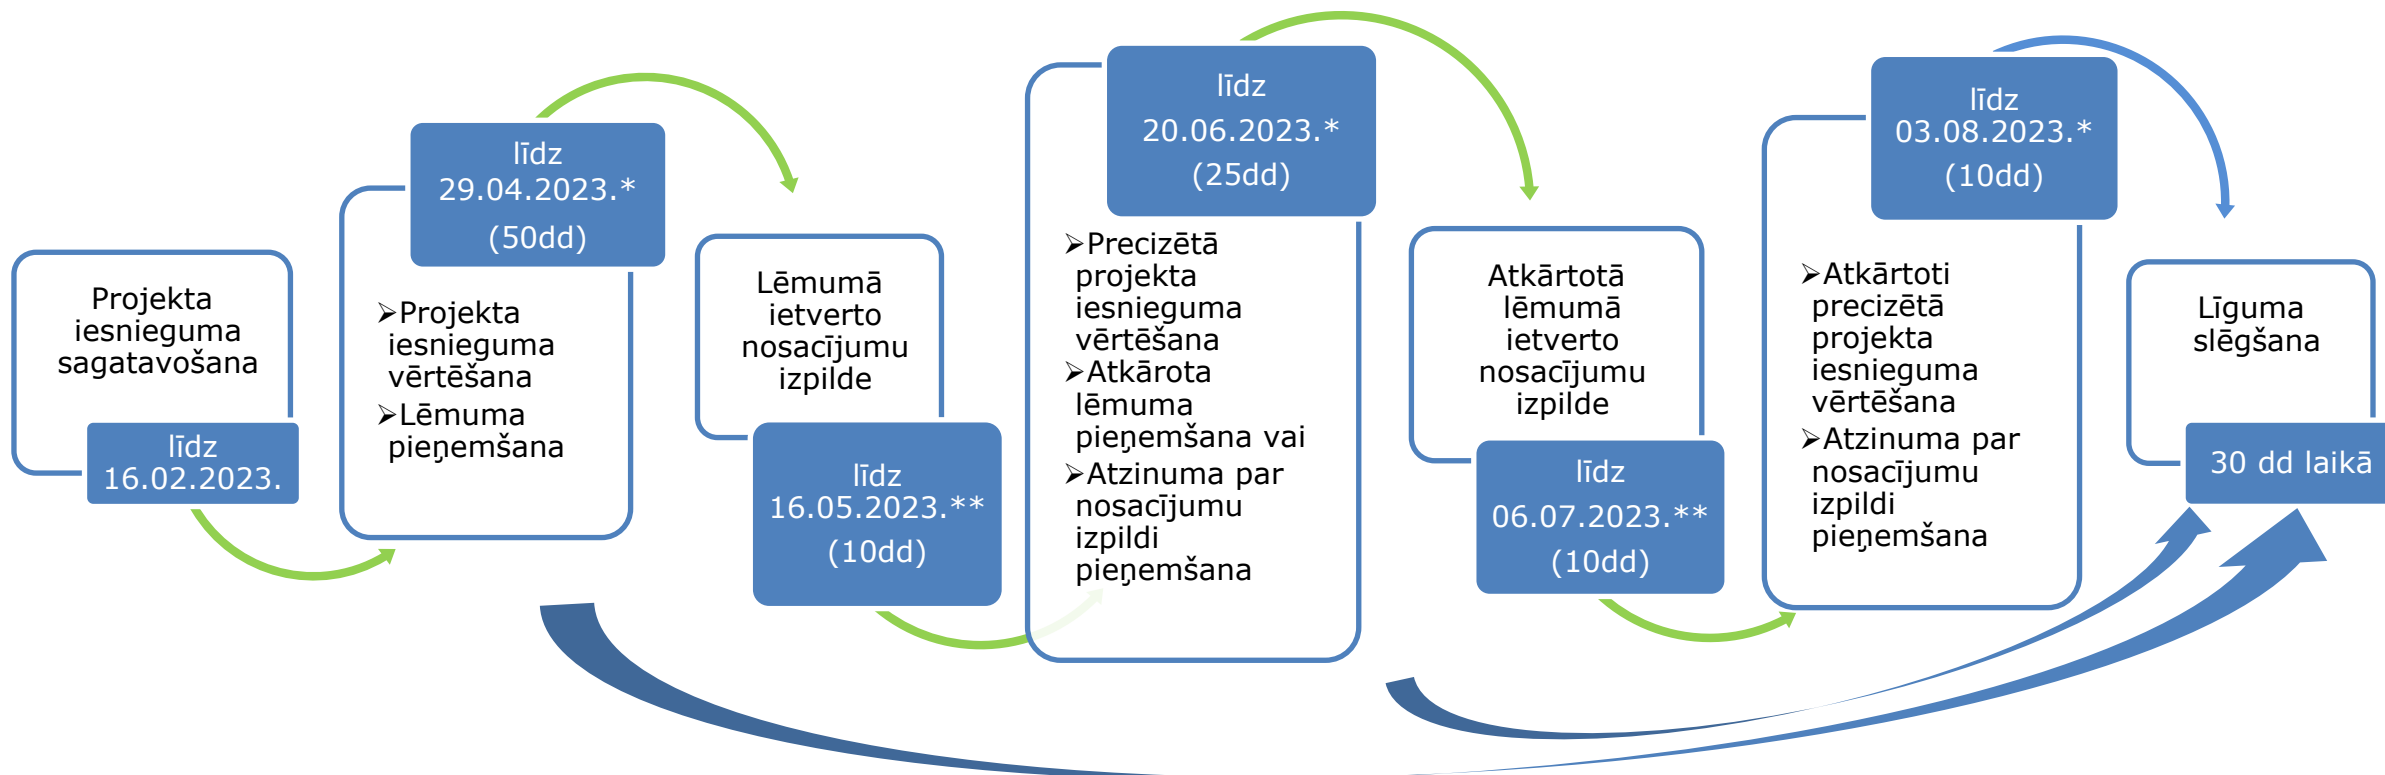 Projekta
iesnieguma
sagatavošana
līdz
16.02.2023.
līdz
29.04.2023.*
(50dd)
➢Projekta
iesnieguma
vērtēšana
➢Lēmuma
pieņemšana
Lēmumā
ietverto
nosacījumu
izpilde
līdz
16.05.2023.**
(10dd)
līdz
20.06.2023.*
(25dd)
➢Precizētā
projekta
iesnieguma
vērtēšana
➢Atkārota
lēmuma
pieņemšana vai
➢Atzinuma par
nosacījumu
izpildi
pieņemšana
Atkārtotā
lēmumā
ietverto
nosacījumu
izpilde
līdz
06.07.2023.**
(10dd)
līdz
03.08.2023.*
(10dd)
➢Atkārtoti
precizētā
projekta
iesnieguma
vērtēšana
➢Atzinuma par
nosacījumu
izpildi
pieņemšana
Līguma
slēgšana
30 dd laikā